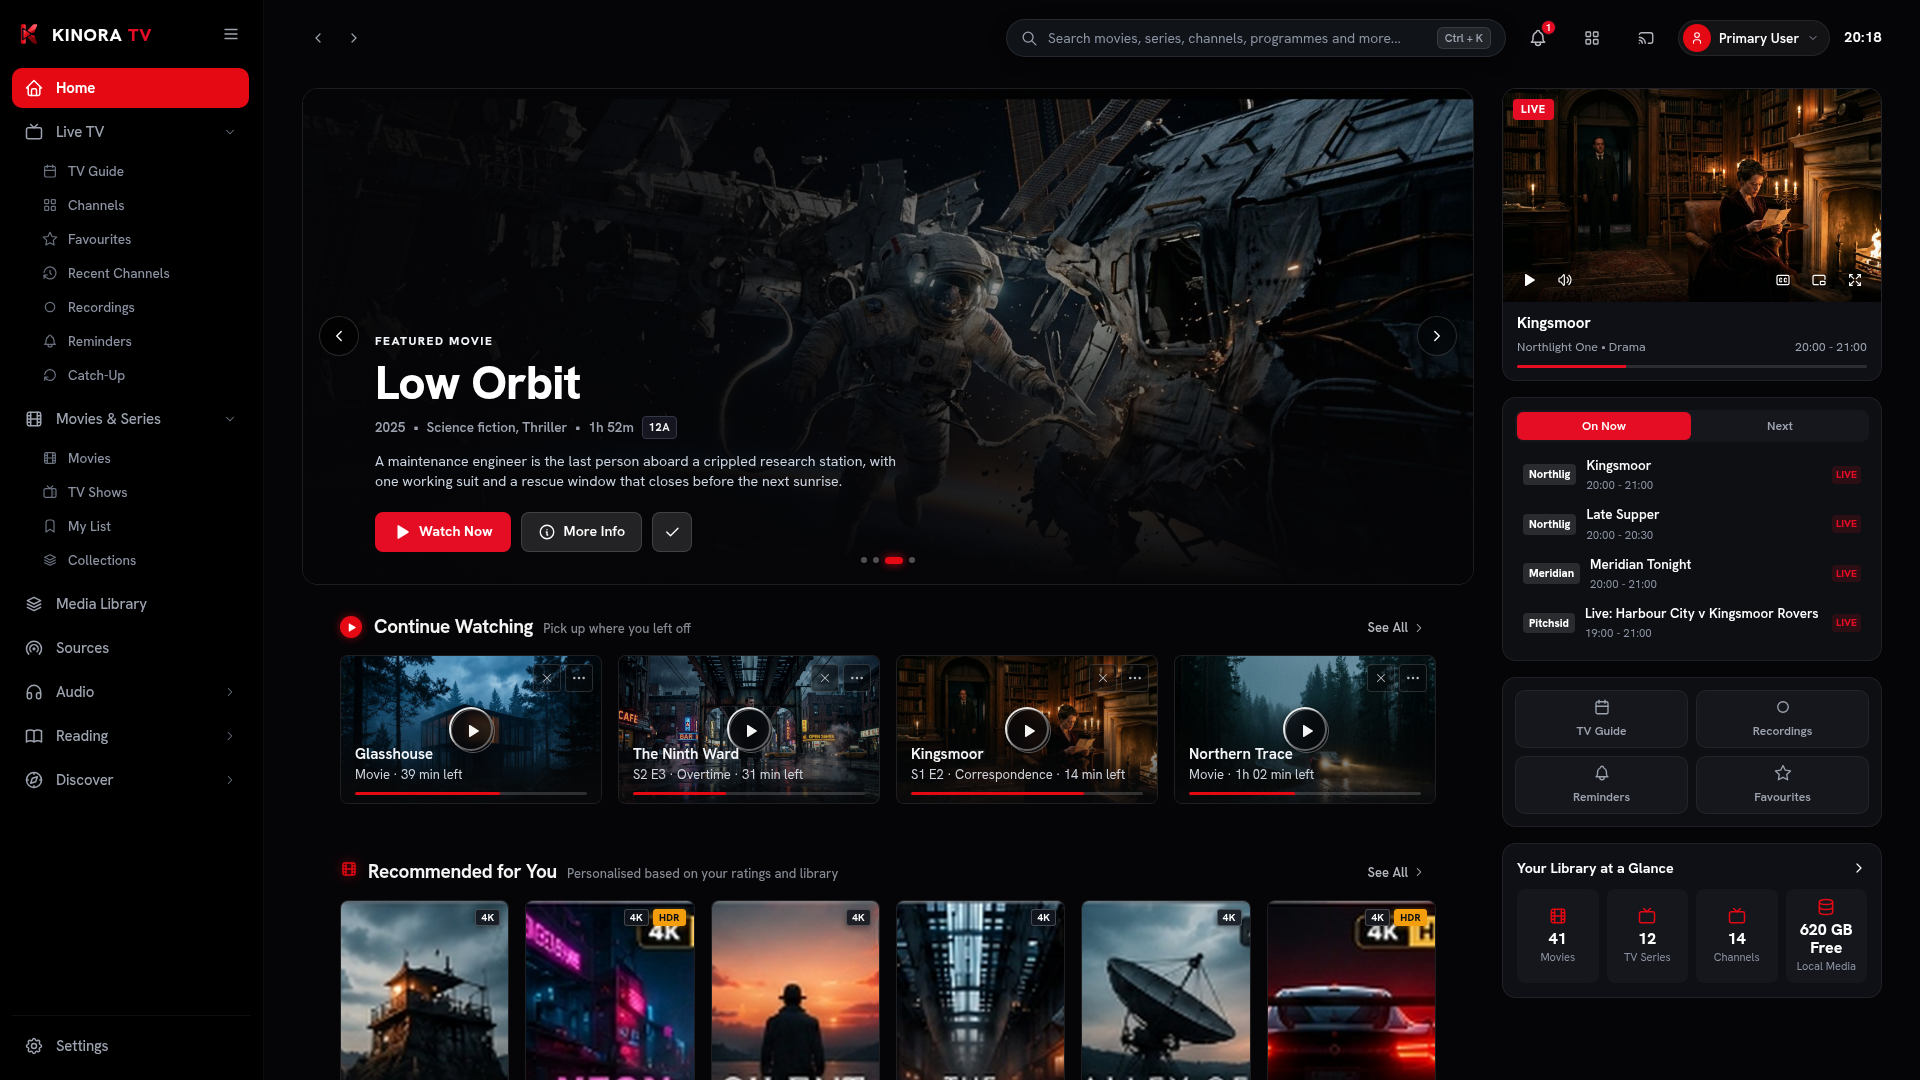 KINORA TV
Search movies, series, channels, programmes and more...
Ctrl + K
1
Primary User
20:18
Home
Live TV
TV Guide
Channels
Favourites
Recent Channels
Recordings
Reminders
Catch-Up
Movies & Series
Movies
TV Shows
My List
Collections
Media Library
Sources
Audio
Reading
Discover
Settings
FEATURED MOVIE
Low Orbit
2025 • Science fiction, Thriller • 1h 52m 12A
A maintenance engineer is the last person aboard a crippled research station, with
one working suit and a rescue window that closes before the next sunrise.
Watch Now
More Info
Continue Watching Pick up where you left off
See All
CAFE
BAR
Glasshouse
Movie · 39 min left
The Ninth Ward
S2 E3 · Overtime · 31 min left
Kingsmoor
S1 E2 · Correspondence · 14 min left
Northern Trace
Movie · 1h 02 min left
Recommended for You Personalised based on your ratings and library
See All
4K
4K HDR
4K
4K
4K
4K
4K
4K HDR
4K
LIVE
Kingsmoor
Northlight One • Drama
20:00 - 21:00
On Now
Next
Northlig
Kingsmoor
20:00 - 21:00
LIVE
Northlig
Late Supper
20:00 - 20:30
LIVE
Meridian
Meridian Tonight
20:00 - 21:00
LIVE
Pitchsid
Live: Harbour City v Kingsmoor Rovers
19:00 - 21:00
LIVE
TV Guide
Recordings
Reminders
Favourites
Your Library at a Glance
41
Movies
12
TV Series
14
Channels
620 GB
Free
Local Media